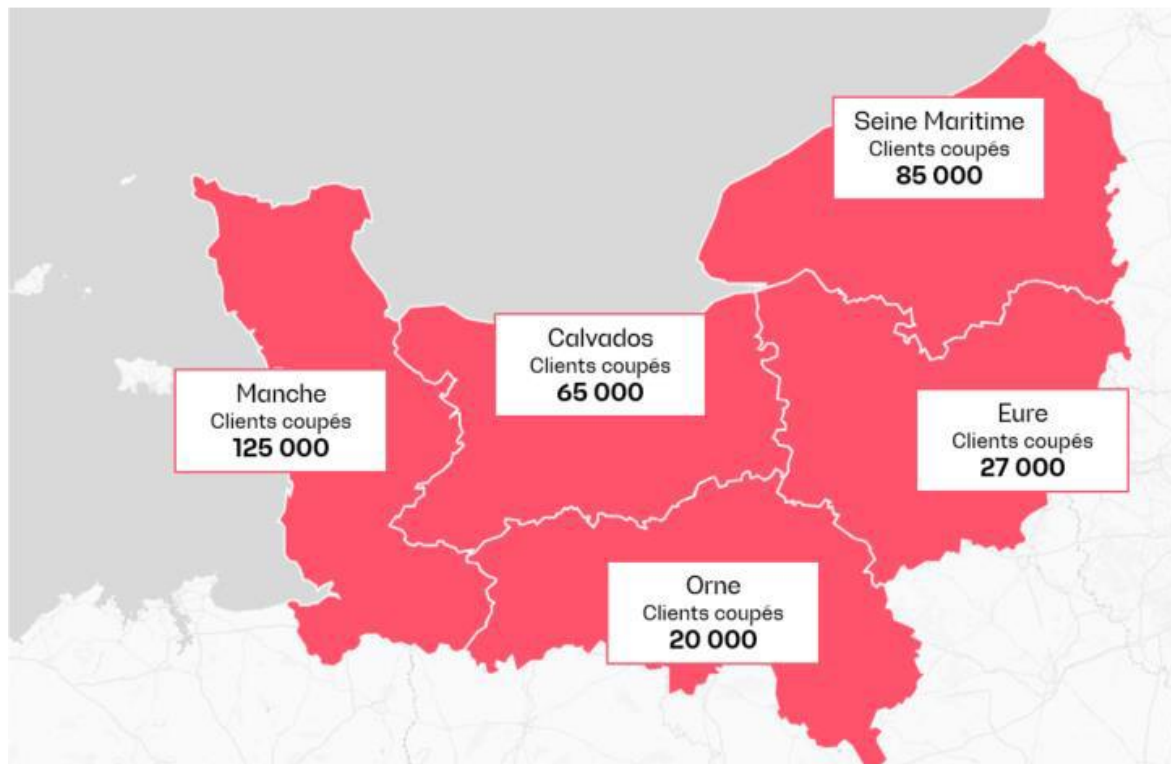 Seine Maritime
Clients coupés
85 000
Calvados
Clients coupés
65 000
Manche
Clients coupés
125 000
Eure
Clients coupés
27 000
Orne
Clients coupés
20 000